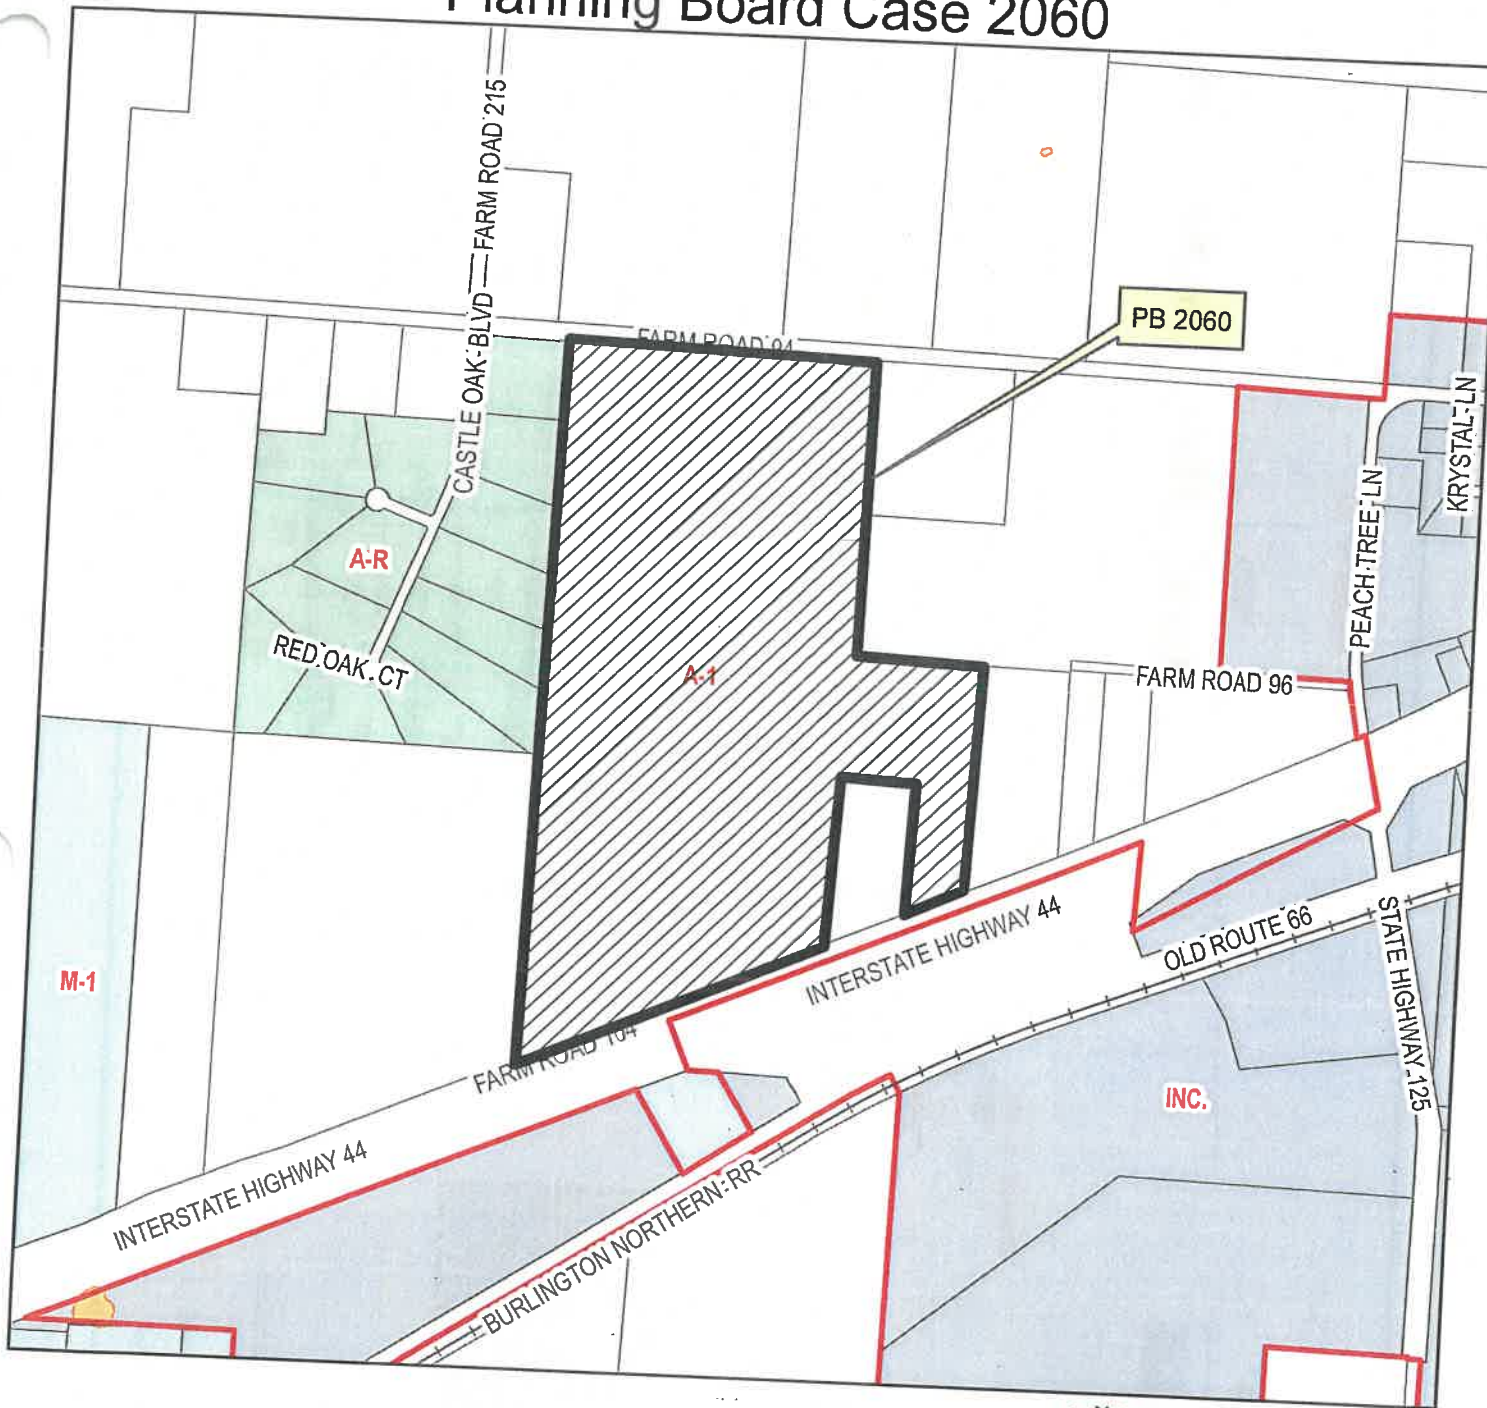 Planning Board Case 2060
FARM ROAD 215
CASTLE OAK BLVD
PB 2060
FARM ROAD 94
KRYSTAL LN
PEACH TREE LN
A-R
RED OAK CT
A-1
FARM ROAD 96
INTERSTATE HIGHWAY 44
OLD ROUTE 66
STATE HIGHWAY 125
M-1
FARM ROAD 104
INC.
INTERSTATE HIGHWAY 44
BURLINGTON NORTHERN RR